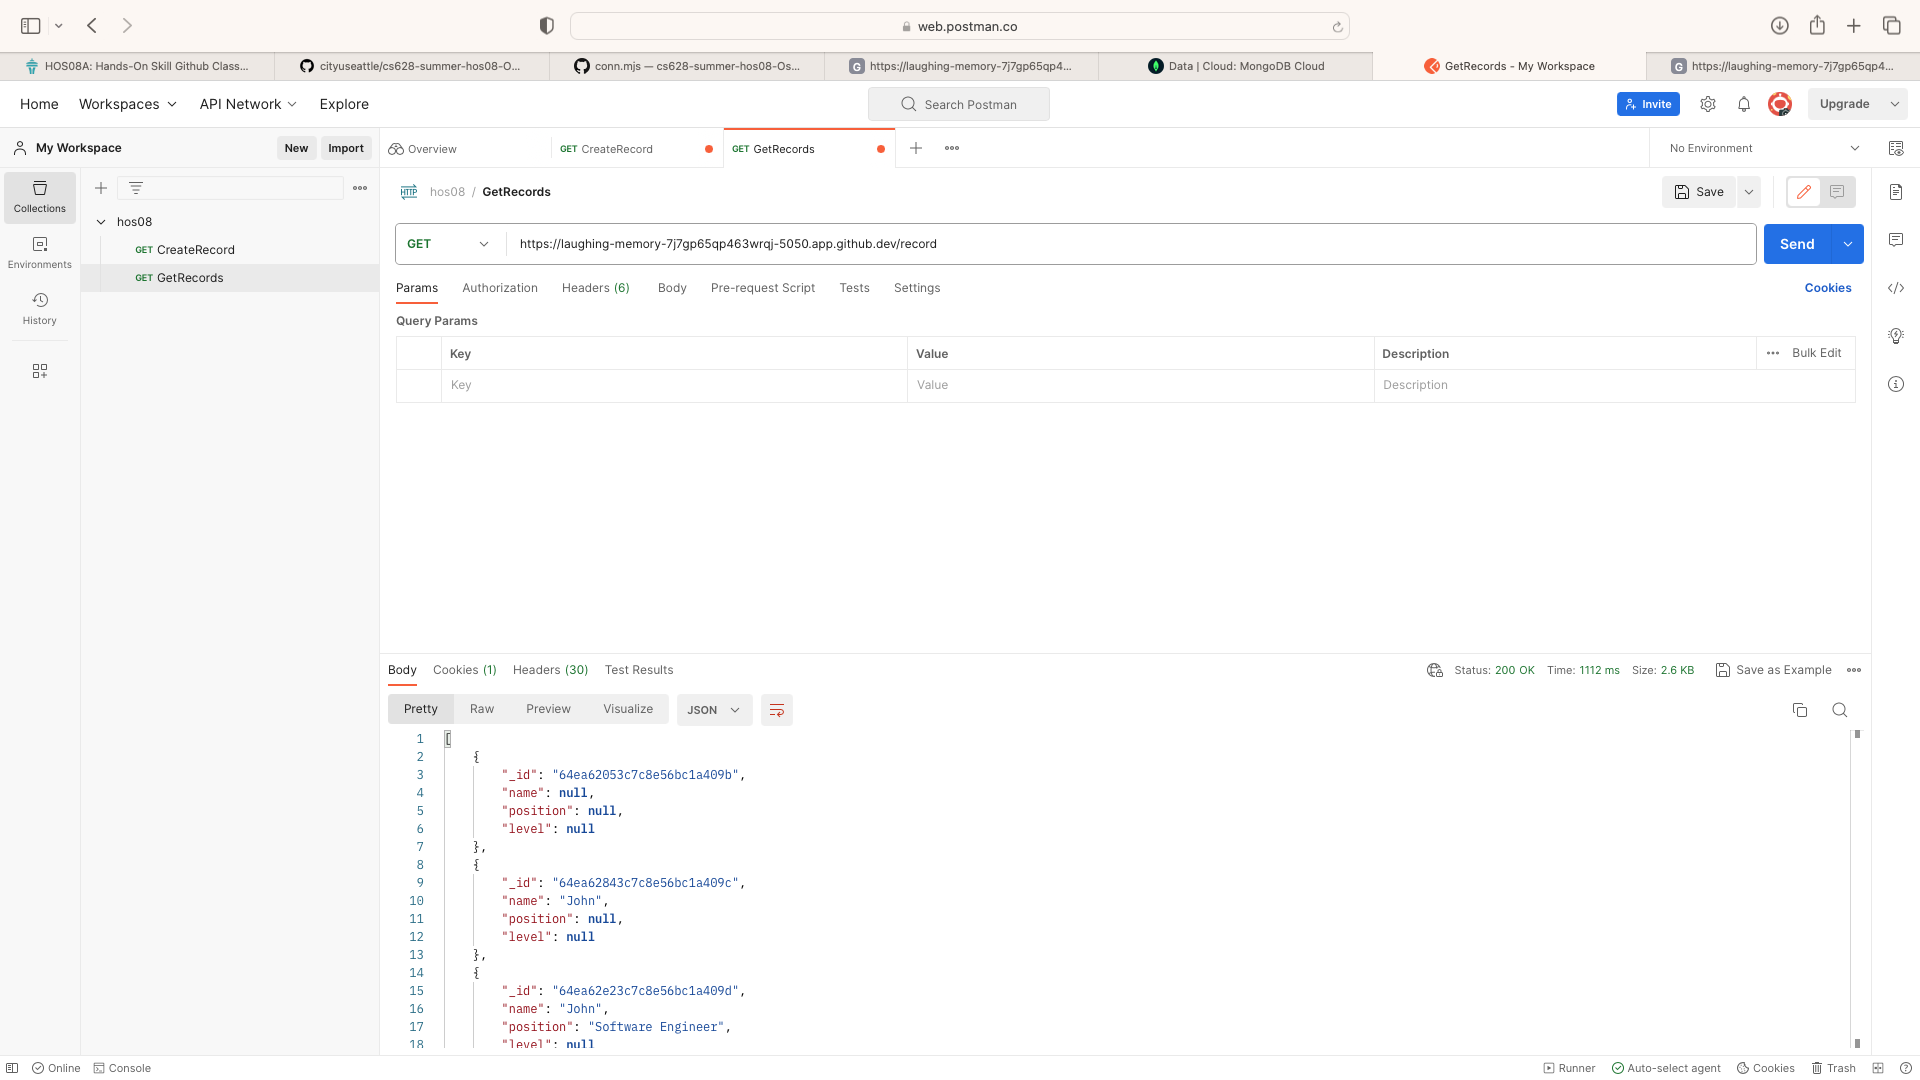 web.postman.co
HOS08A: Hands-On Skill Github Class...
cityuseattle/cs628-summer-hos08-O...
conn.mjs — cs628-summer-hos08-Os...
https://laughing-memory-7j7gp65qp4...
Data | Cloud: MongoDB Cloud
GetRecords - My Workspace
https://laughing-memory-7j7gp65qp4...
Home Workspaces API Network Explore
Search Postman
Invite
Upgrade
My Workspace
New Import
Overview
GET CreateRecord
GET GetRecords
No Environment
Collections
Environments
History
hos08
GET CreateRecord
GET GetRecords
HTTP hos08 / GetRecords
Save
GET https://laughing-memory-7j7gp65qp463wrqj-5050.app.github.dev/record
Send
Params Authorization Headers (6) Body Pre-request Script Tests Settings
Cookies
Query Params
Key Value Description ••• Bulk Edit
Key Value Description
Body Cookies (1) Headers (30) Test Results
Status: 200 OK Time: 1112 ms Size: 2.6 KB Save as Example
Pretty Raw Preview Visualize JSON
1 [
2 {
3 "_id": "64ea62053c7c8e56bc1a409b",
4 "name": null,
5 "position": null,
6 "level": null
7 },
8 {
9 "_id": "64ea62843c7c8e56bc1a409c",
10 "name": "John",
11 "position": null,
12 "level": null
13 },
14 {
15 "_id": "64ea62e23c7c8e56bc1a409d",
16 "name": "John",
17 "position": "Software Engineer",
18 "level": null
Online Console
Runner Auto-select agent Cookies Trash